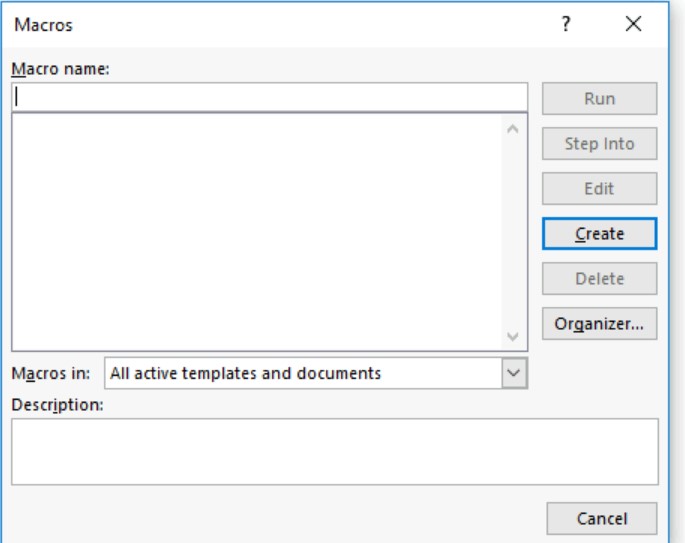 Macros ?
Macro name:
Run
Step Into
Edit
Create
Delete
Organizer...
Macros in: All active templates and documents
Description:
Cancel